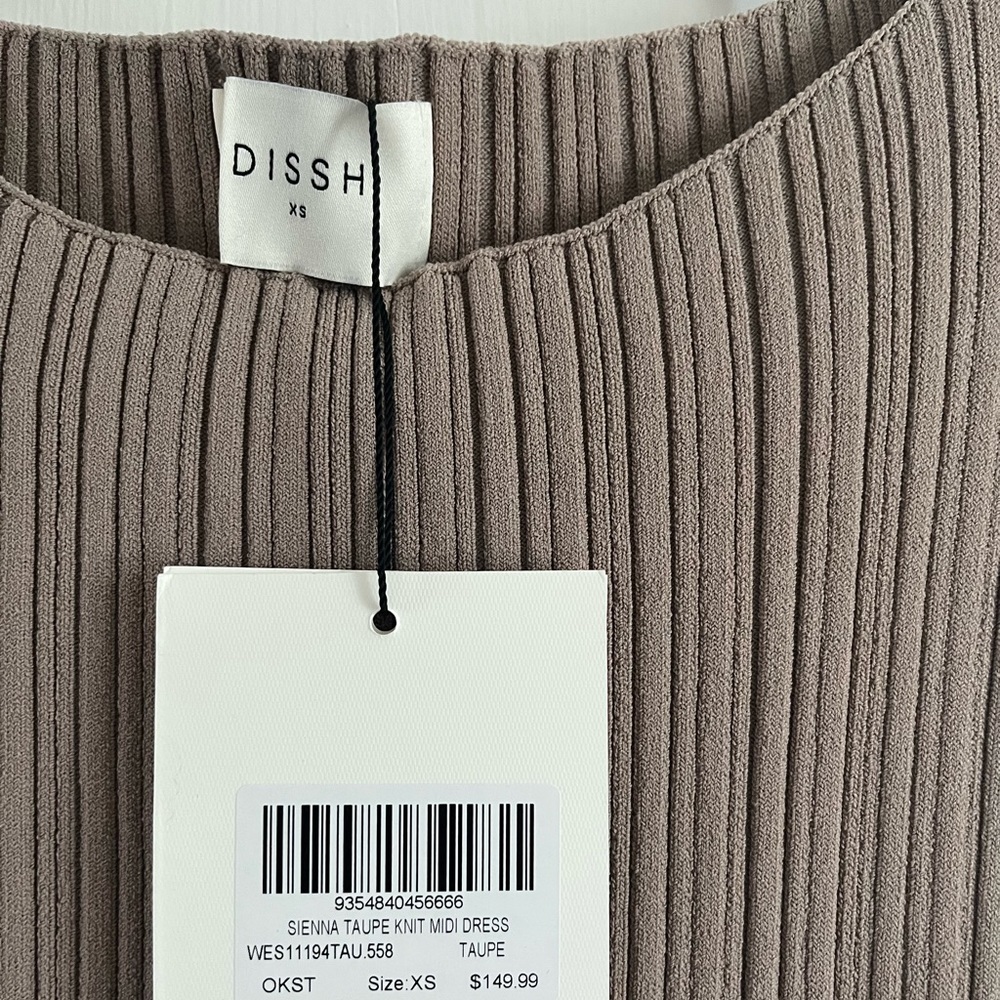 DISSH
XS
9354840456666
SIENNA TAUPE KNIT MIDI DRESS
WES11194TAU.558 TAUPE
OKST Size:XS $149.99